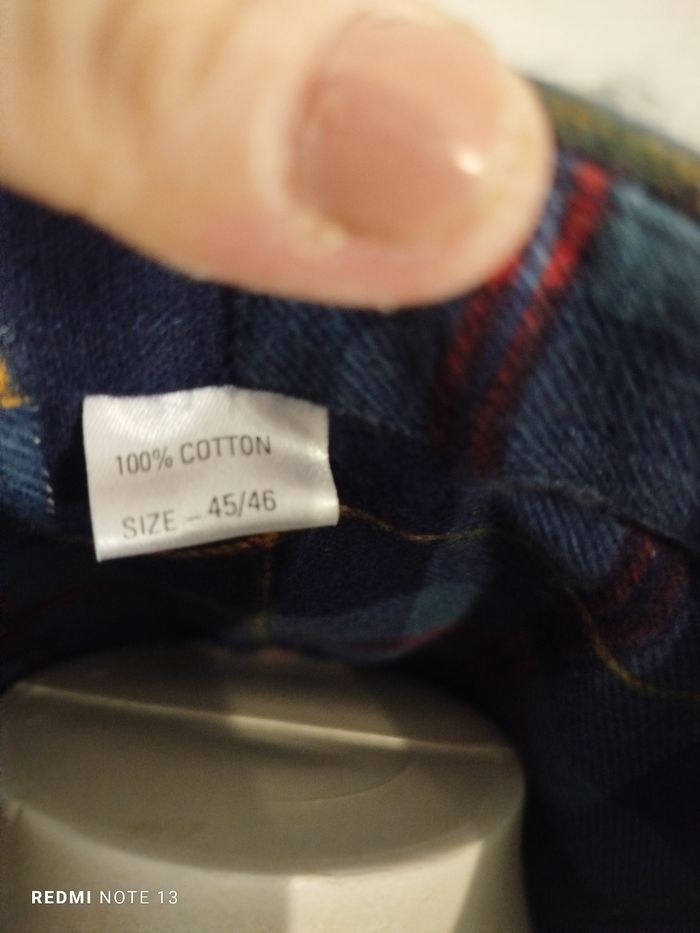 100% COTTON
SIZE - 45/46
REDMI NOTE 13